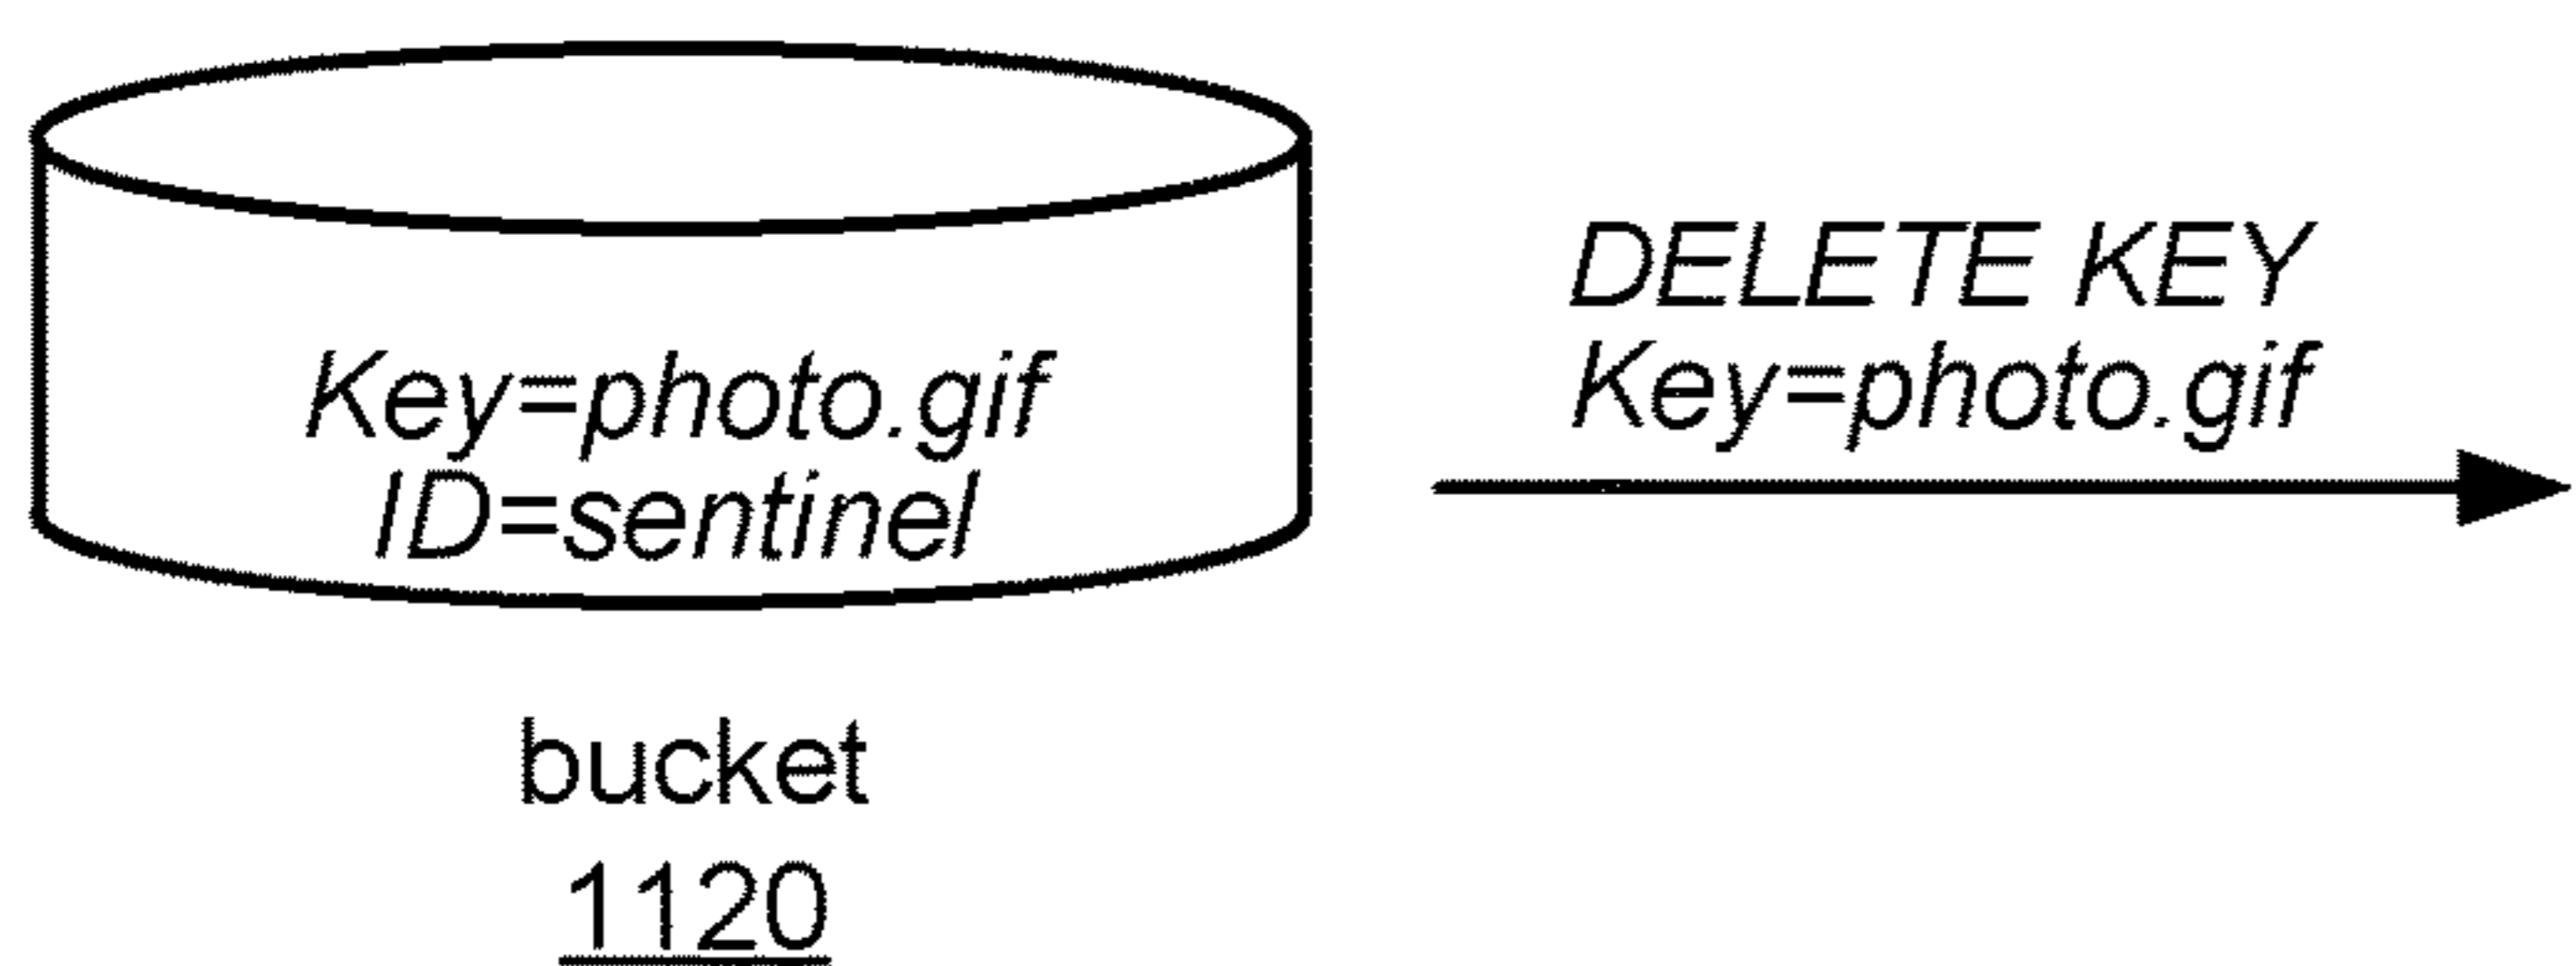 Key=photo.gif
ID=sentinel
bucket
1120
DELETE KEY
Key=photo.gif